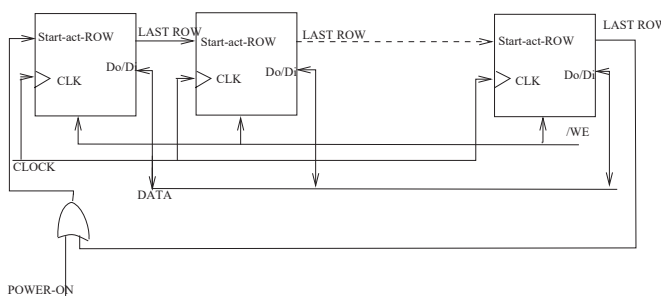 LAST ROW
LAST ROW
LAST ROW
Start-act-ROW
Start-act-ROW
Start-act-ROW
Do/Di
Do/Di
Do/Di
CLK
CLK
CLK
/WE
CLOCK
DATA
POWER-ON